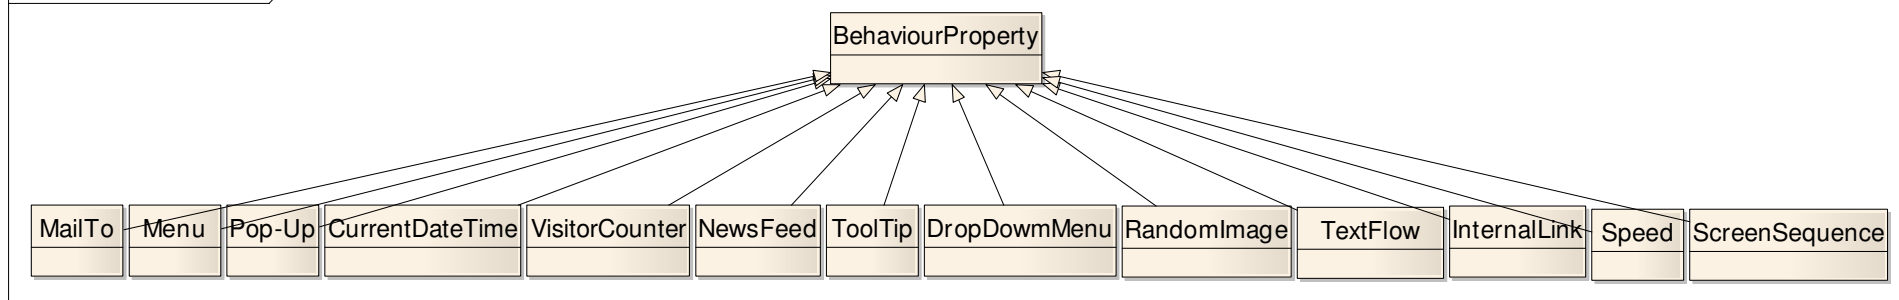 BehaviourProperty
MailTo
Menu
Pop-Up
CurrentDateTime
VisitorCounter
NewsFeed
ToolTip
DropDowmMenu
RandomImage
TextFlow
InternalLink
Speed
ScreenSequence